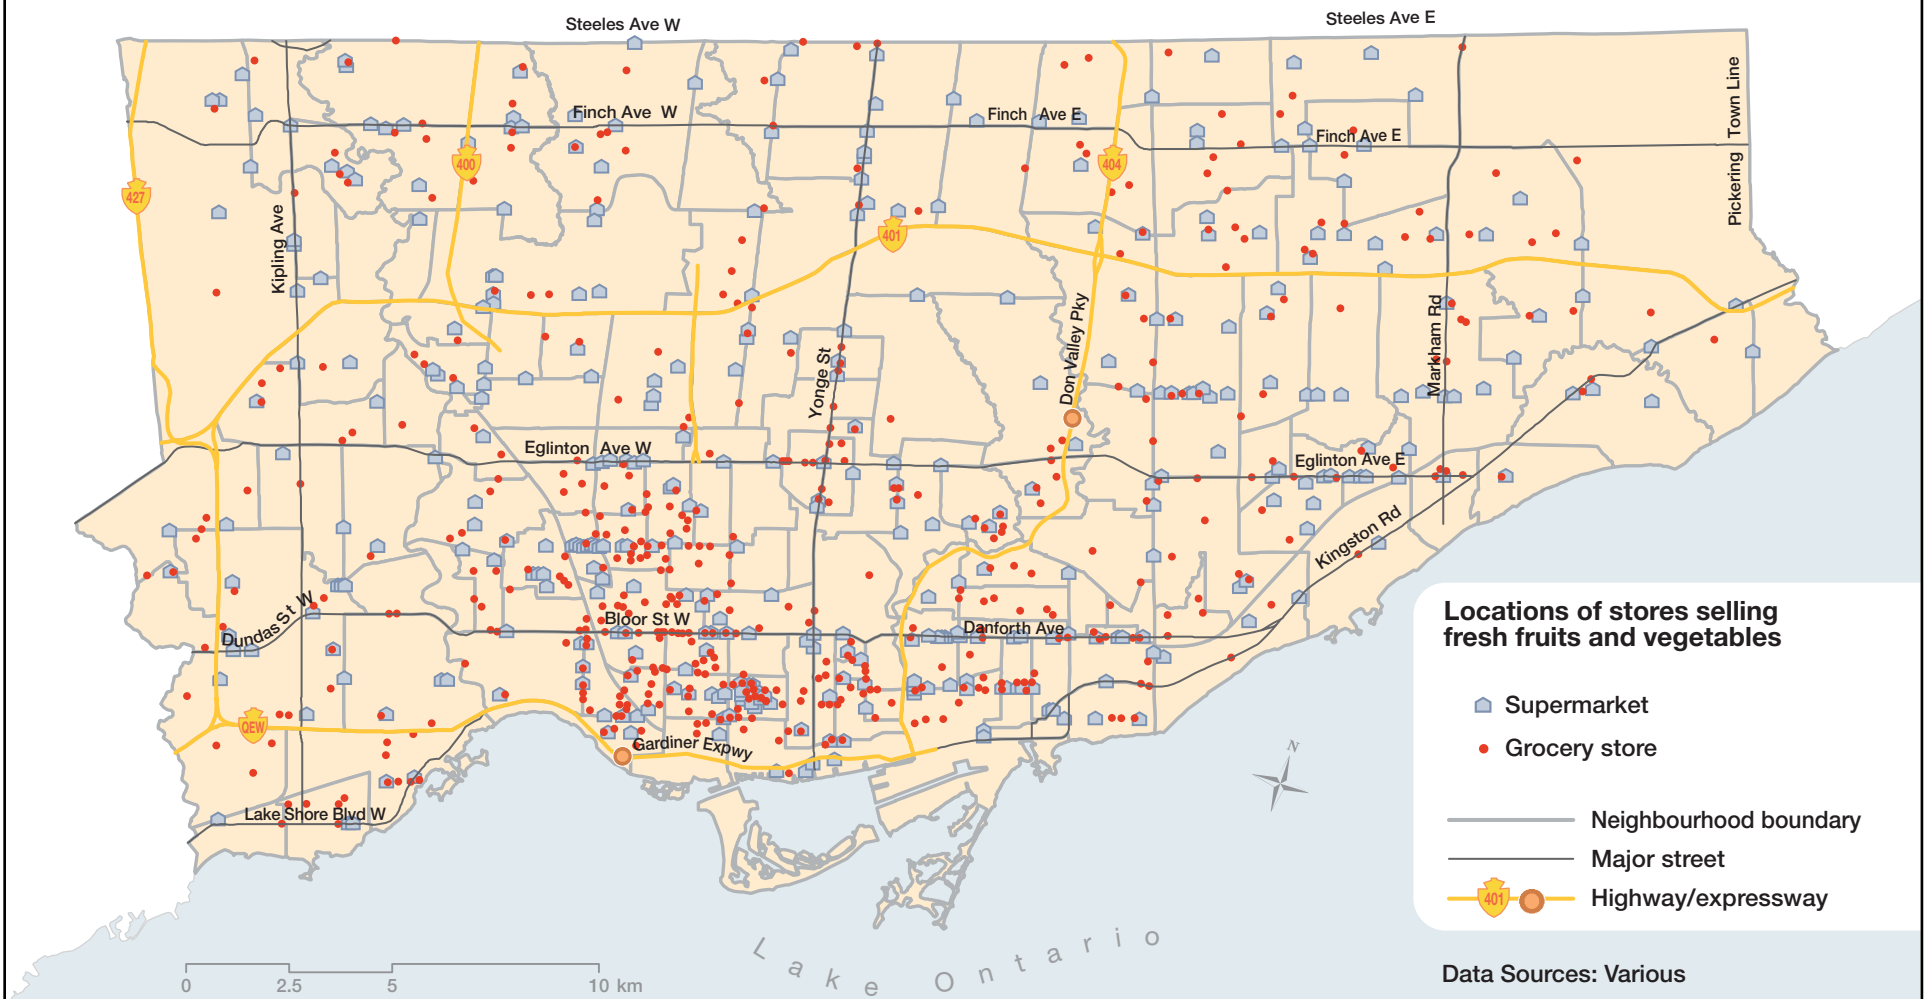 Steeles Ave W
Steeles Ave E
Finch Ave W
Finch Ave E
Finch Ave E
Pickering Town Line
400
404
427
401
Kipling Ave
Don Valley Pky
Markham Rd
Yonge St
Eglinton Ave W
Eglinton Ave E
Kingston Rd
Dundas St W
Bloor St W
Danforth Ave
QEW
Gardiner Expwy
Lake Shore Blvd W
Lake Ontario
N
0 2.5 5 10 km
Locations of stores selling
fresh fruits and vegetables
Supermarket
Grocery store
Neighbourhood boundary
Major street
401 Highway/expressway
Data Sources: Various